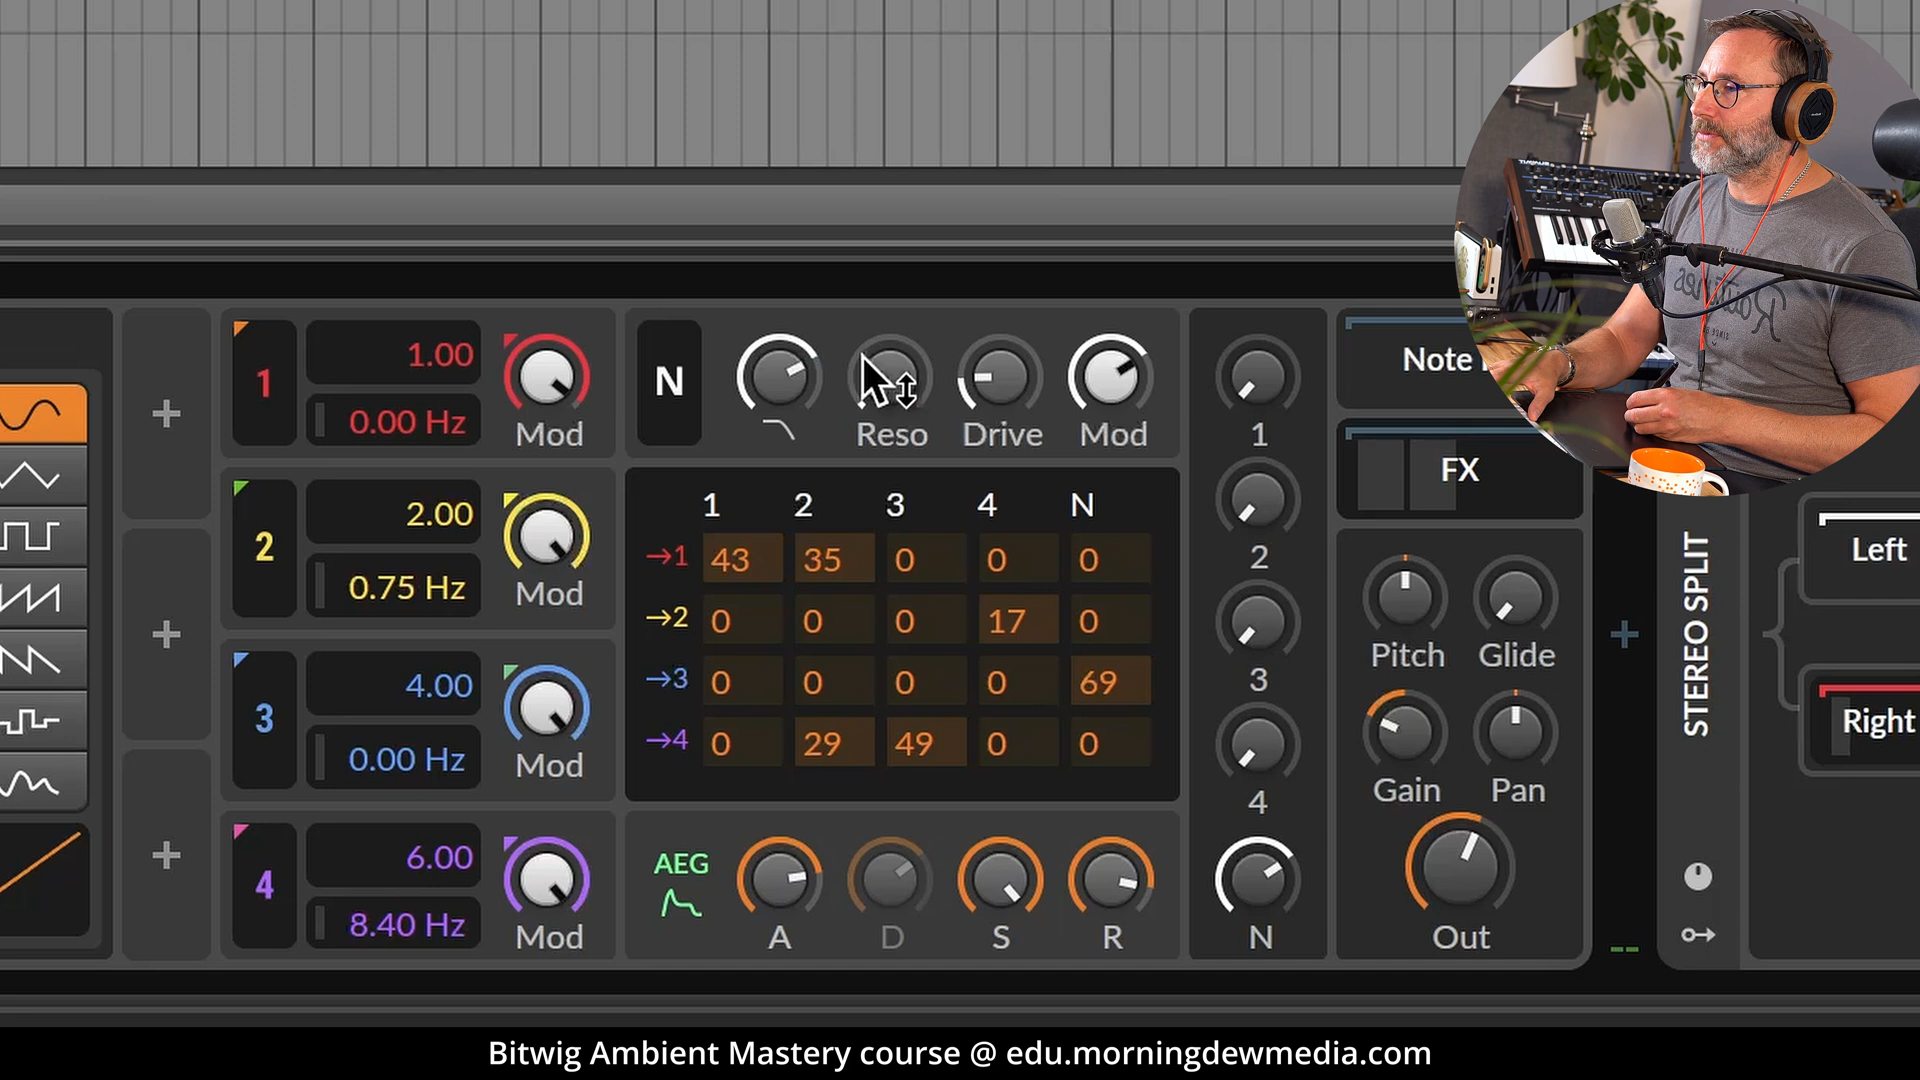 1
1.00
0.00 Hz
Mod
2
2.00
0.75 Hz
Mod
3
4.00
0.00 Hz
Mod
4
6.00
8.40 Hz
Mod
N
Reso
Drive
Mod
1 2 3 4 N
→1 43 35 0 0 0
→2 0 0 0 17 0
→3 0 0 0 0 69
→4 0 29 49 0 0
AEG
A
D
S
R
1
2
3
4
N
Note
FX
Pitch
Glide
Gain
Pan
Out
STEREO SPLIT
Left
Right
Bitwig Ambient Mastery course @ edu.morningdewmedia.com